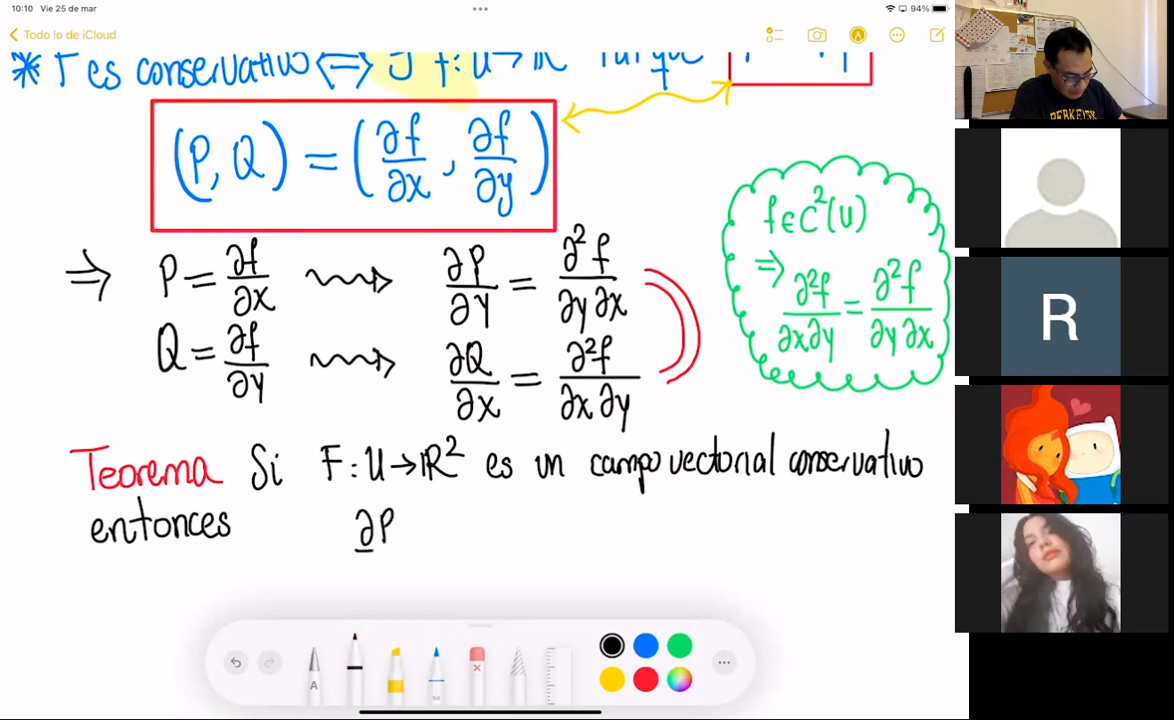 10:10 Vie 25 de mar
94%
Todo lo de iCloud
* F es conservativo ⟺ ∃ f: U → ℝ tal que
(P, Q) = (∂f/∂x, ∂f/∂y)
f ∈ C²(U)
⇒ ∂²f/∂x∂y = ∂²f/∂y∂x
⇒ P = ∂f/∂x ⇝ ∂P/∂y = ∂²f/∂y∂x
Q = ∂f/∂y ⇝ ∂Q/∂x = ∂²f/∂x∂y
Teorema Si F: U → ℝ² es un campo vectorial conservativo
entonces ∂P
A
R